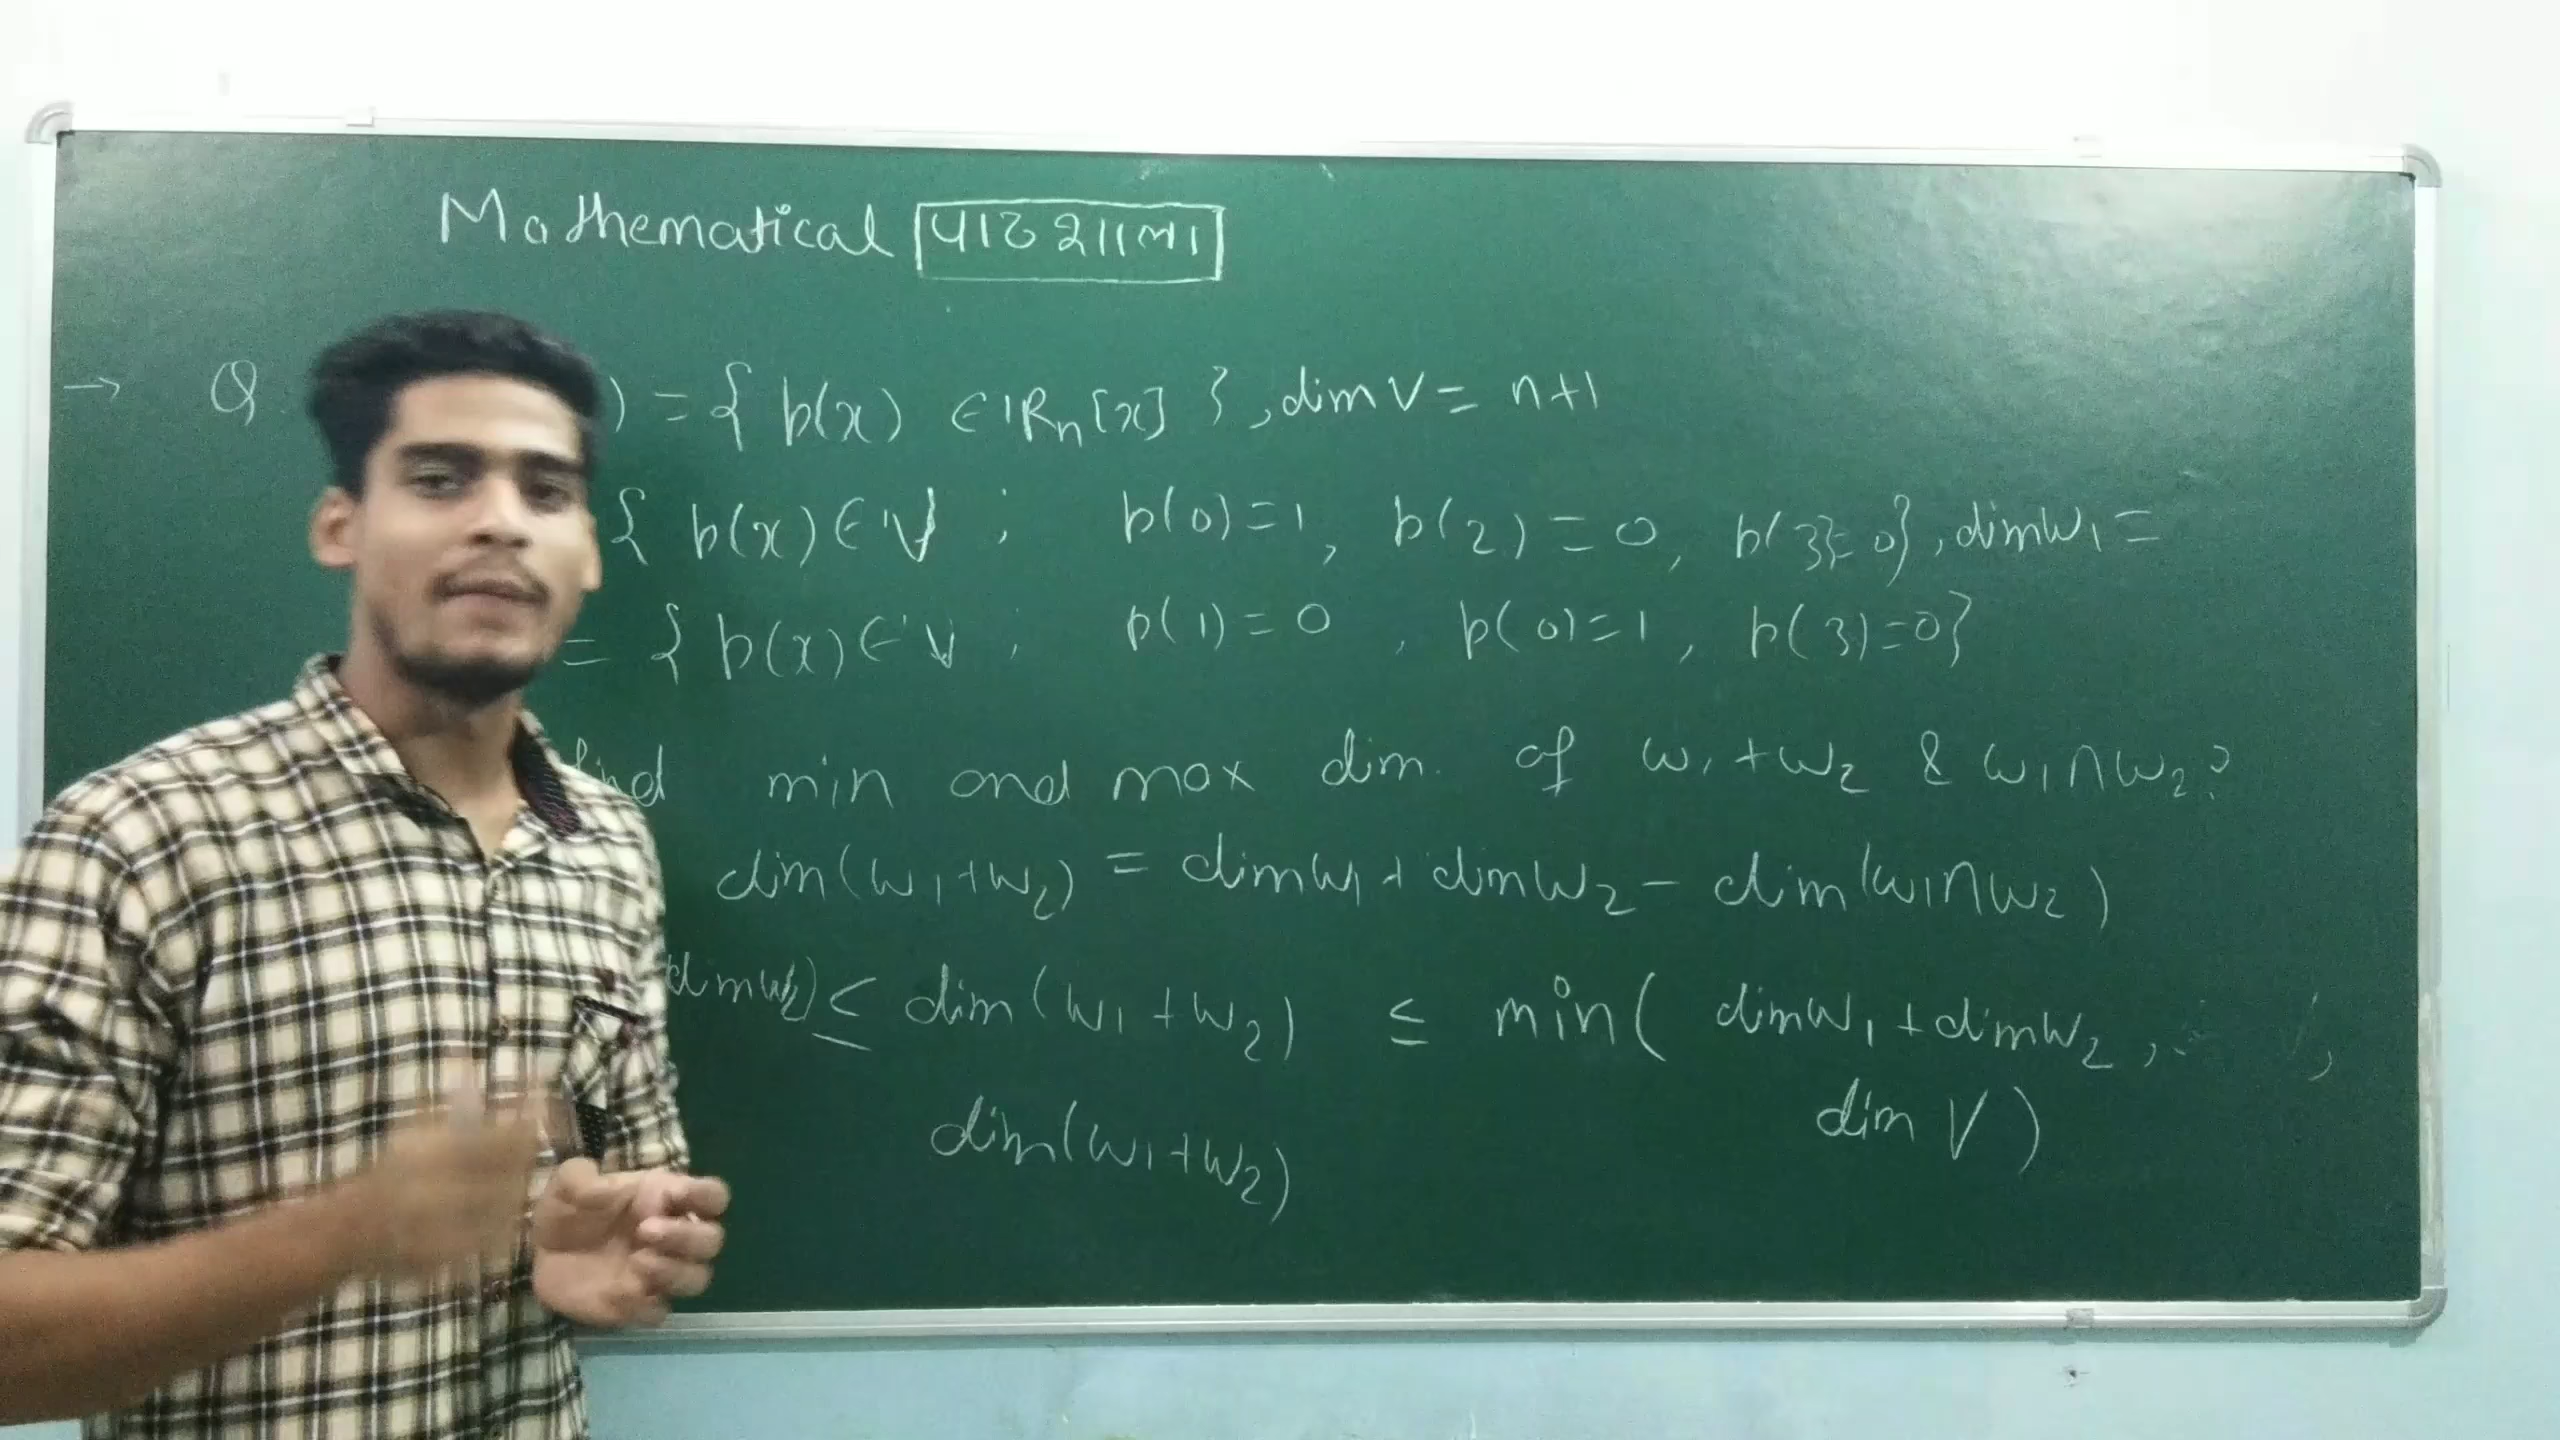 Mathematical पाठशाला
→ Q ) = { p(x) ∈ IRn[x] } , dim V = n+1
{ p(x) ∈ V ; p(0)=1 , p(2)=0 , p(3)=0} , dim W1 =
= { p(x) ∈ V , p(1)=0 , p(0)=1 , p(3)=0}
find min and max dim. of W1+W2 & W1∩W2?
dim(W1+W2) = dim W1 + dim W2 - dim(W1∩W2)
dim W2) ≤ dim(W1+W2) ≤ min( dim W1 + dim W2 , ,
dim(W1+W2) dim V )